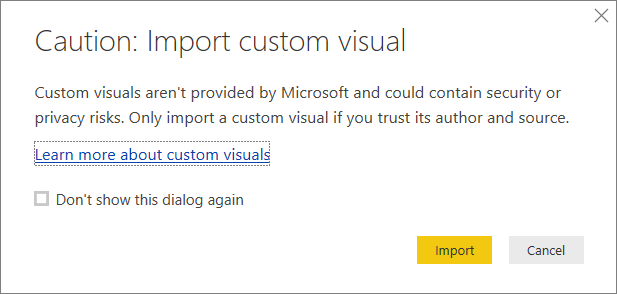 Caution: Import custom visual
Custom visuals aren't provided by Microsoft and could contain security or
privacy risks. Only import a custom visual if you trust its author and source.
Learn more about custom visuals
Don't show this dialog again
Import
Cancel